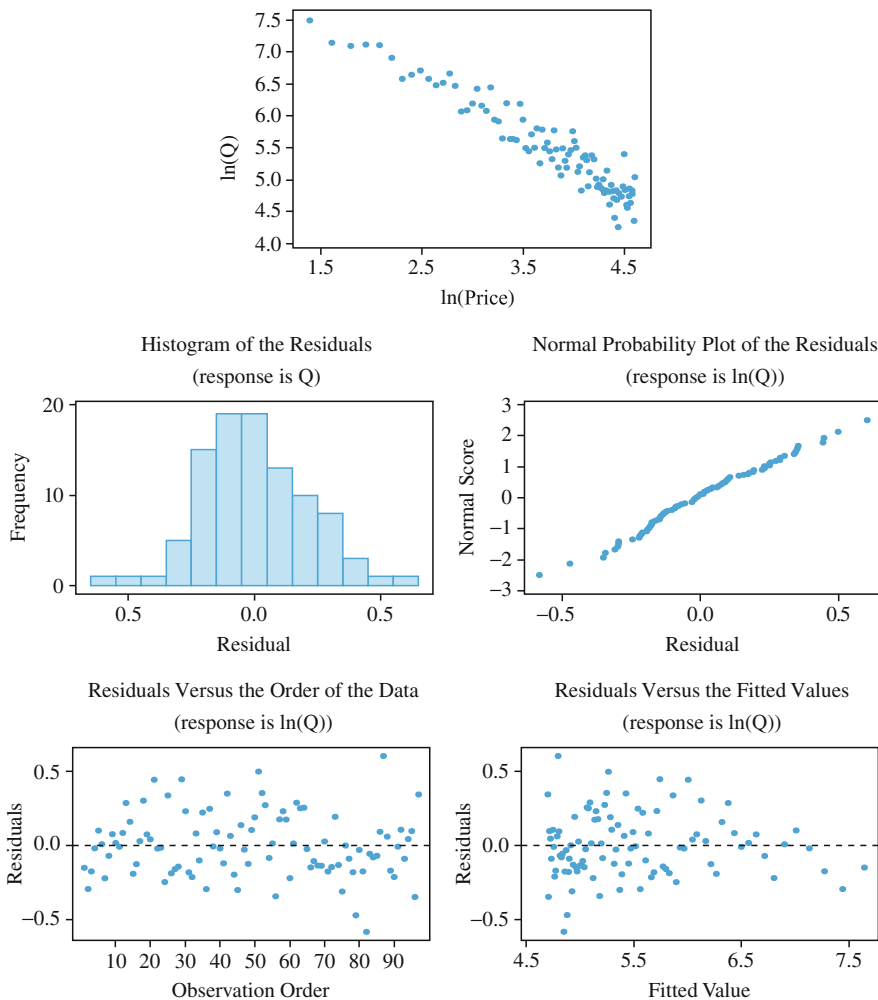 7.5
7.0
6.5
6.0
5.5
5.0
4.5
4.0
ln(Q)
1.5 2.5 3.5 4.5
ln(Price)
Histogram of the Residuals
(response is Q)
20
10
0
Frequency
0.5 0.0 0.5
Residual
Normal Probability Plot of the Residuals
(response is ln(Q))
3
2
1
0
−1
−2
−3
Normal Score
−0.5 0.0 0.5
Residual
Residuals Versus the Order of the Data
(response is ln(Q))
0.5
0.0
−0.5
Residuals
10 20 30 40 50 60 70 80 90
Observation Order
Residuals Versus the Fitted Values
(response is ln(Q))
0.5
0.0
−0.5
Residuals
4.5 5.5 6.5 7.5
Fitted Value